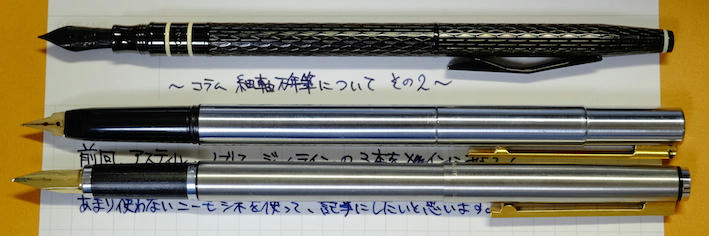 ～ コラム 細軸万年筆について その2 ～
前回 の3本をメインに
あまり使わないニーモシネを使って、記事にしたいと思います。